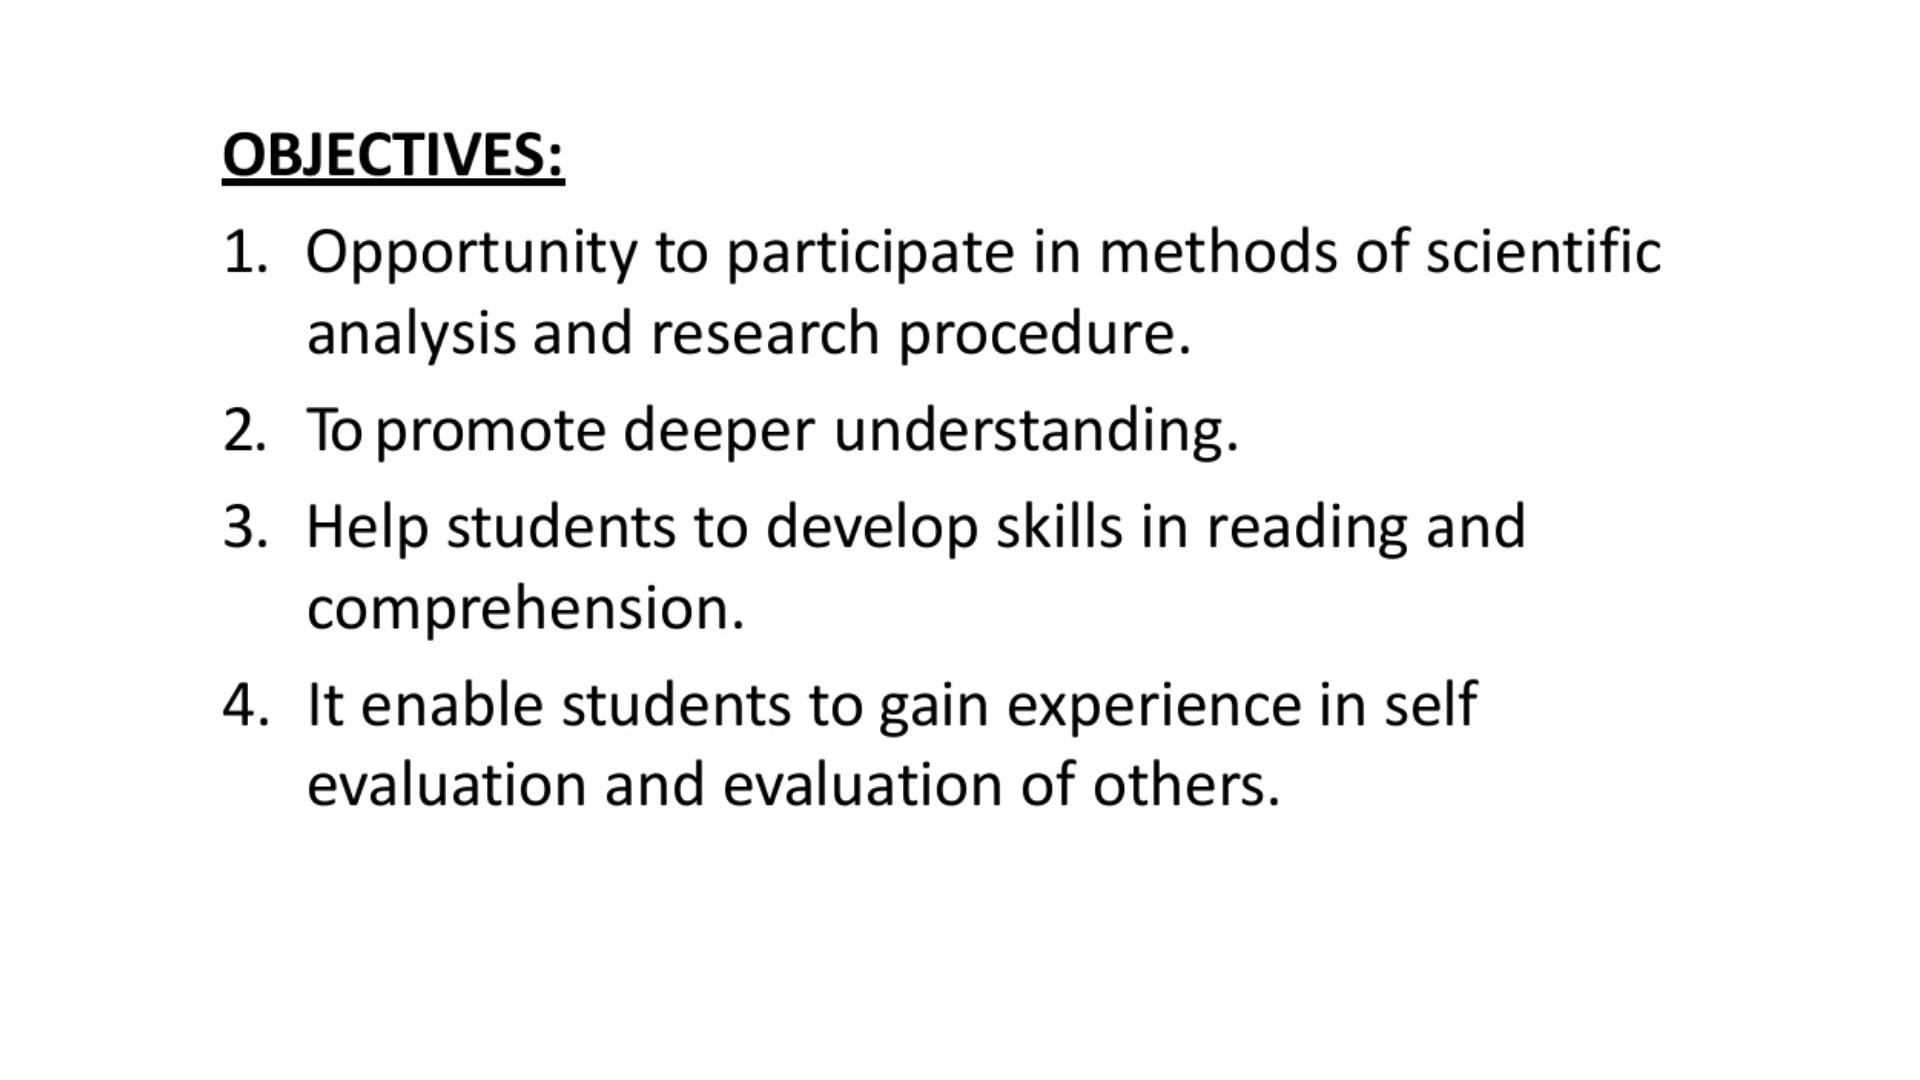 OBJECTIVES:
1. Opportunity to participate in methods of scientific
analysis and research procedure.
2. To promote deeper understanding.
3. Help students to develop skills in reading and
comprehension.
4. It enable students to gain experience in self
evaluation and evaluation of others.